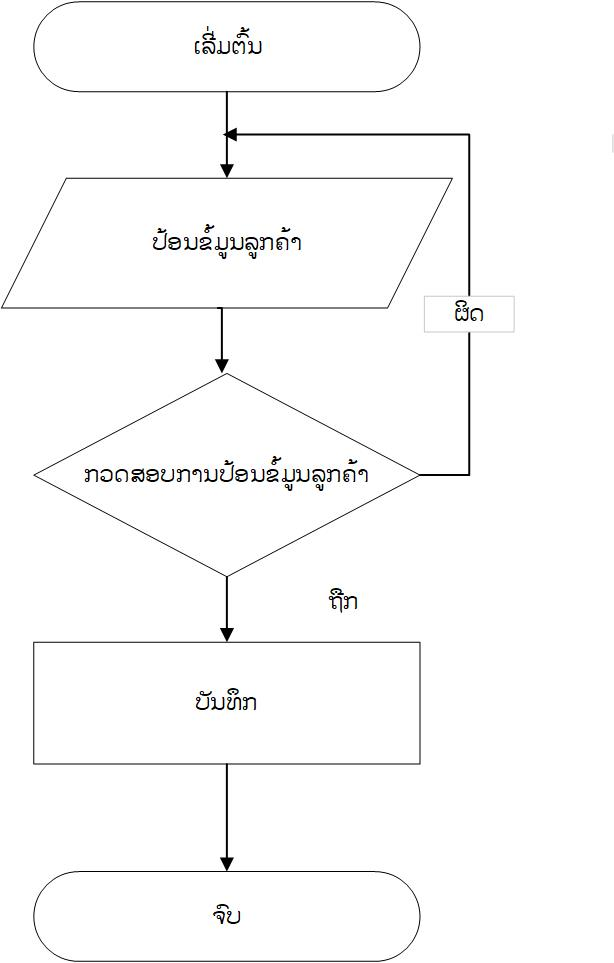 ເລີ່ມຕົ້ນ
ປ້ອນຂໍ້ມູນລູກຄ້າ
ຜິດ
ກວດສອບການປ້ອນຂໍ້ມູນລູກຄ້າ
ຖືກ
ບັນທຶກ
ຈົບ